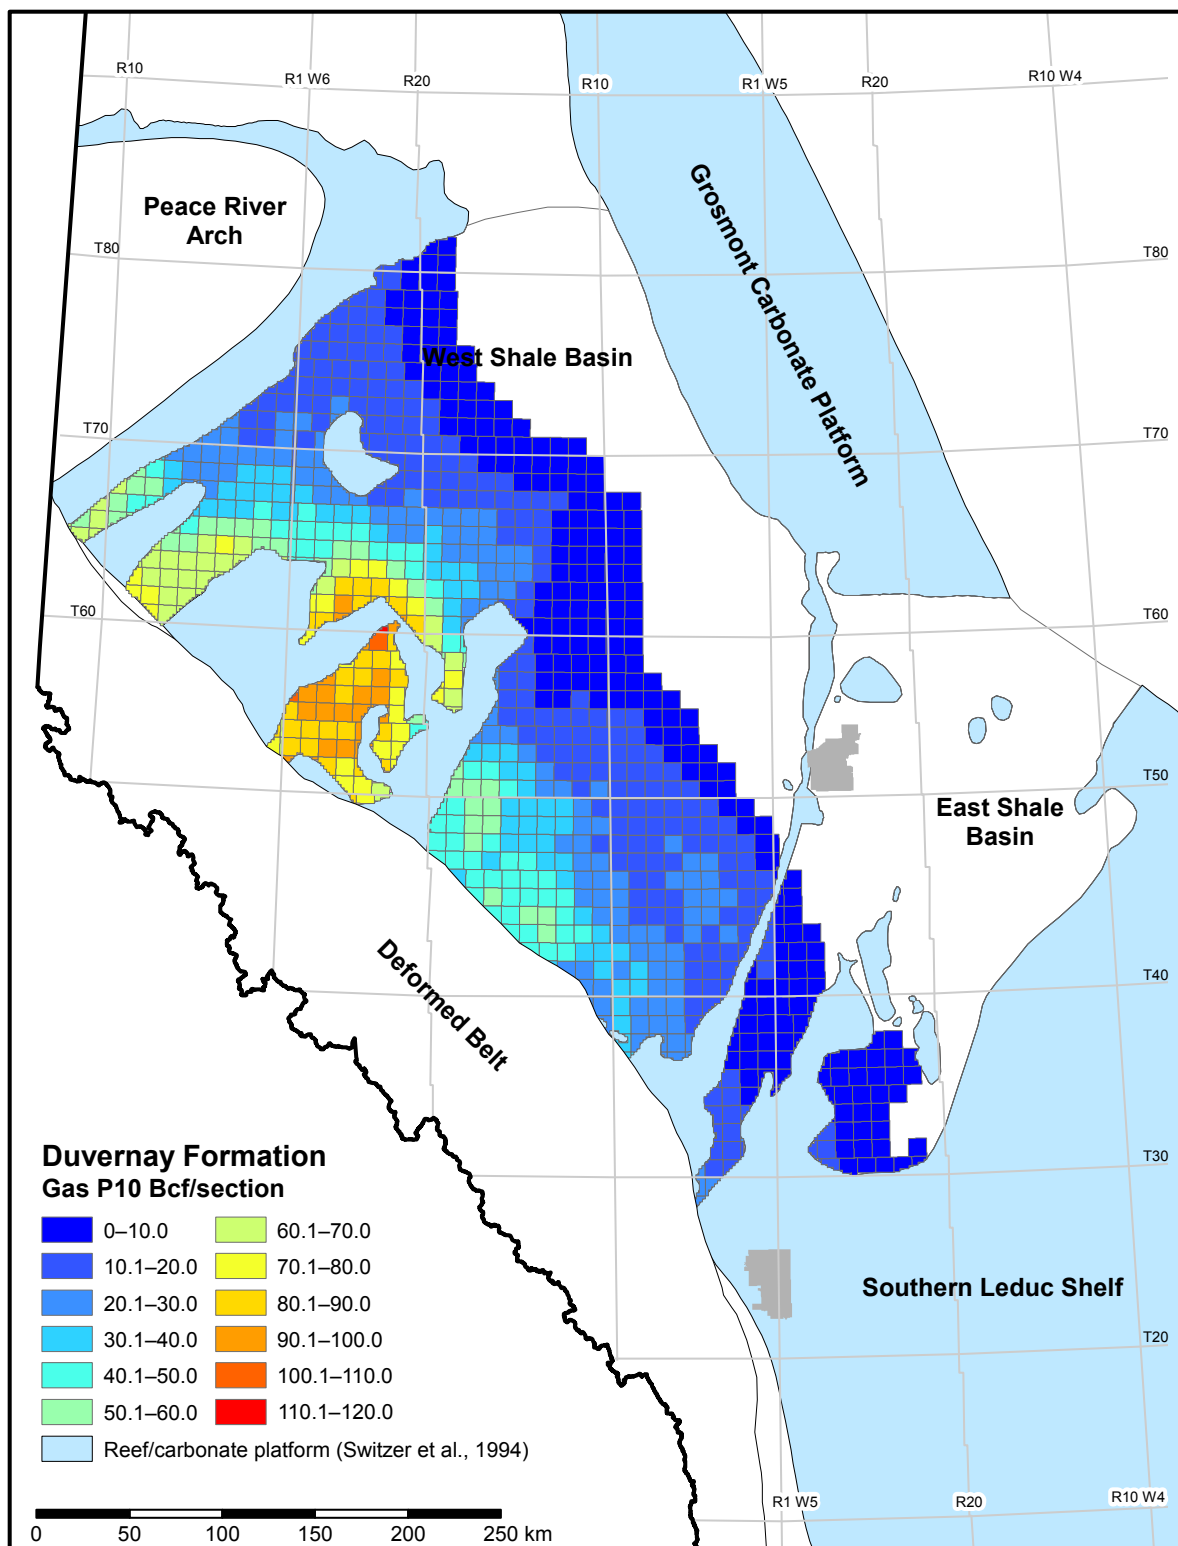 R10
R1 W6
R20
R10
R1 W5
R20
R10 W4
Peace River
Arch
Grosmont Carbonate Platform
T80
T80
West Shale Basin
T70
T70
T60
T60
T50
East Shale
Basin
Deformed Belt
T40
T30
Southern Leduc Shelf
T20
Duvernay Formation
Gas P10 Bcf/section
0–10.0
10.1–20.0
20.1–30.0
30.1–40.0
40.1–50.0
50.1–60.0
60.1–70.0
70.1–80.0
80.1–90.0
90.1–100.0
100.1–110.0
110.1–120.0
Reef/carbonate platform (Switzer et al., 1994)
R1 W5
R20
R10 W4
0 50 100 150 200 250 km